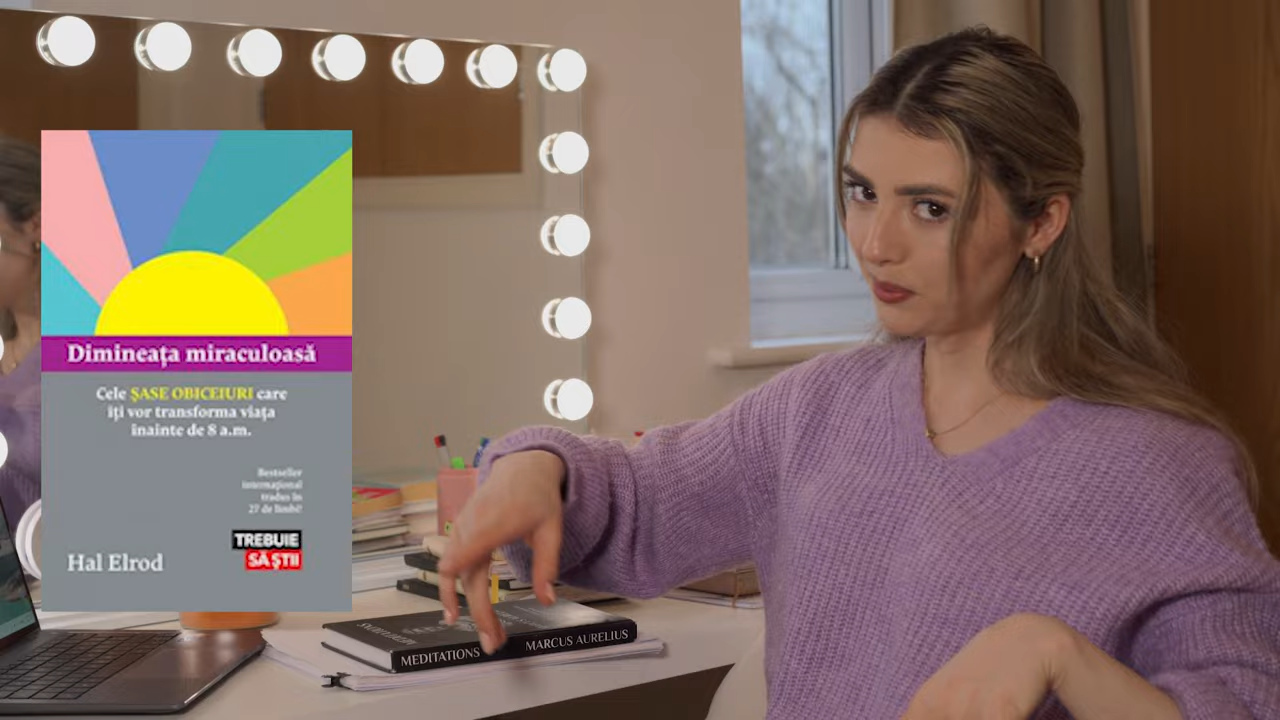 Dimineața miraculoasă
Cele ȘASE OBICEIURI care
îți vor transforma viața
înainte de 8 a.m.
Bestseller
internațional
tradus în
27 de limbi!
TREBUIE
SĂ ȘTII
Hal Elrod
MEDITATIONS
MARCUS AURELIUS